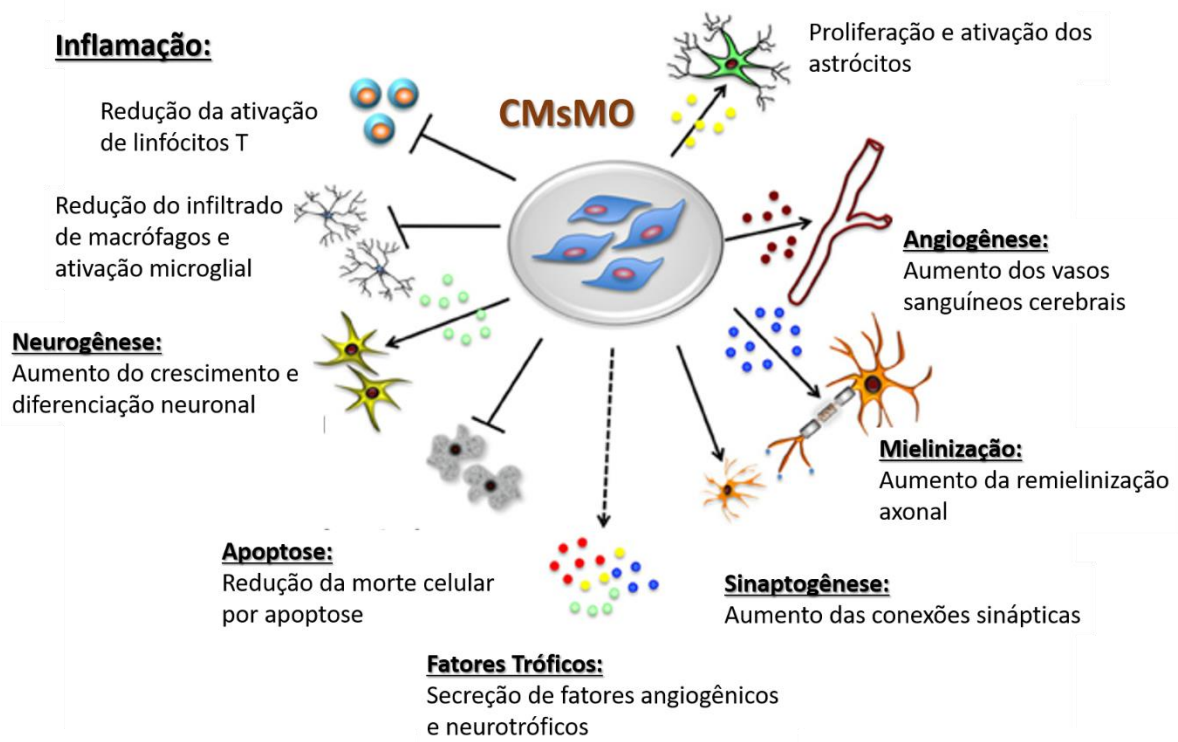 Inflamação:
Redução da ativação
de linfócitos T
Redução do infiltrado
de macrófagos e
ativação microglial
Neurogênese:
Aumento do crescimento e
diferenciação neuronal
Apoptose:
Redução da morte celular
por apoptose
Fatores Tróficos:
Secreção de fatores angiogênicos
e neurotróficos
CMsMO
Proliferação e ativação dos
astrócitos
Angiogênese:
Aumento dos vasos
sanguíneos cerebrais
Mielinização:
Aumento da remielinização
axonal
Sinaptogênese:
Aumento das conexões sinápticas